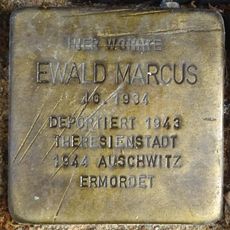 HIER WOHNTE
EWALD MARCUS
JG. 1934
DEPORTIERT 1943
THERESIENSTADT
1944 AUSCHWITZ
ERMORDET